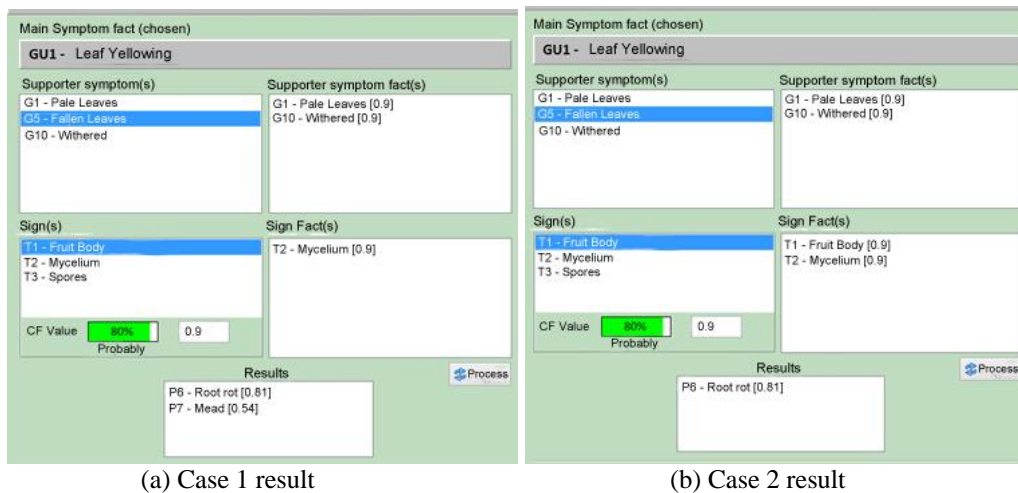 Main Symptom fact (chosen)
GU1 - Leaf Yellowing
Supporter symptom(s)
Supporter symptom fact(s)
G1 - Pale Leaves
G5 - Fallen Leaves
G10 - Withered
G1 - Pale Leaves [0.9]
G10 - Withered [0.9]
Sign(s)
Sign Fact(s)
T1 - Fruit Body
T2 - Mycelium
T3 - Spores
T2 - Mycelium [0.9]
CF Value
80%
0.9
Probably
Results
Process
P6 - Root rot [0.81]
P7 - Mead [0.54]
(a) Case 1 result
Main Symptom fact (chosen)
GU1 - Leaf Yellowing
Supporter symptom(s)
Supporter symptom fact(s)
G1 - Pale Leaves
G5 - Fallen Leaves
G10 - Withered
G1 - Pale Leaves [0.9]
G10 - Withered [0.9]
Sign(s)
Sign Fact(s)
T1 - Fruit Body
T2 - Mycelium
T3 - Spores
T1 - Fruit Body [0.9]
T2 - Mycelium [0.9]
CF Value
80%
0.9
Probably
Results
Process
P6 - Root rot [0.81]
(b) Case 2 result